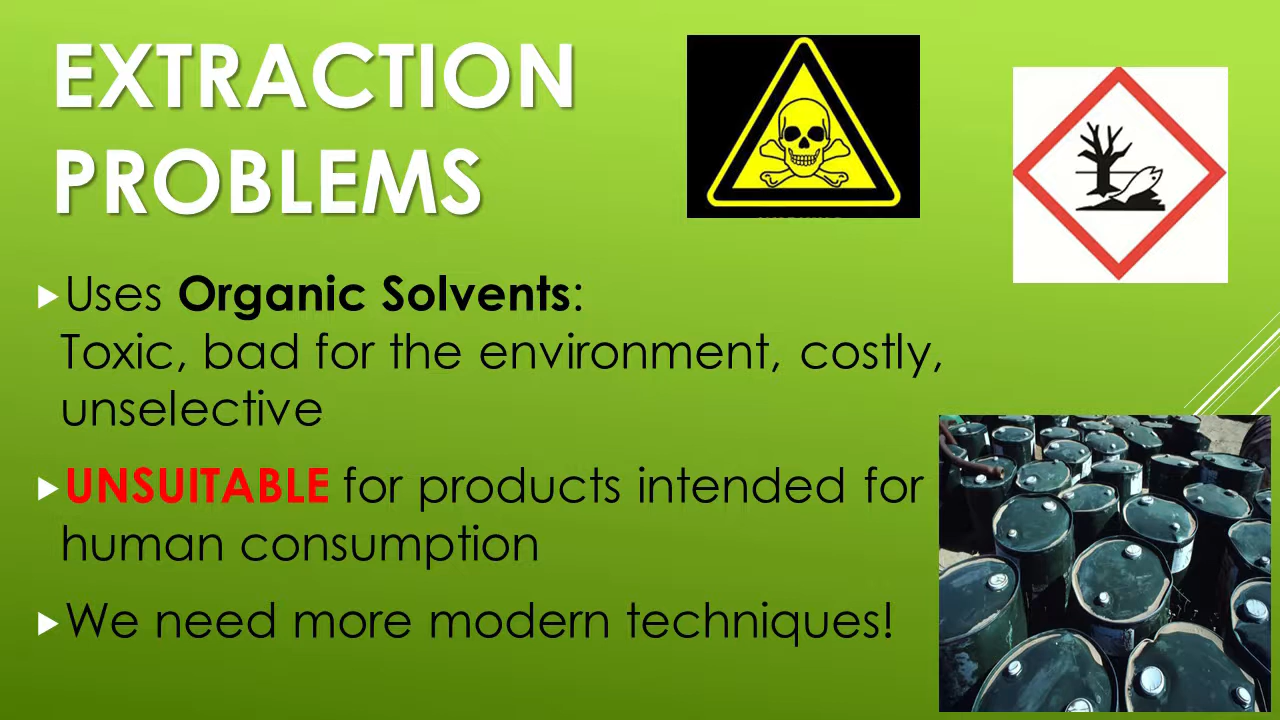 EXTRACTION
PROBLEMS
Uses Organic Solvents:
Toxic, bad for the environment, costly,
unselective
UNSUITABLE for products intended for
human consumption
We need more modern techniques!